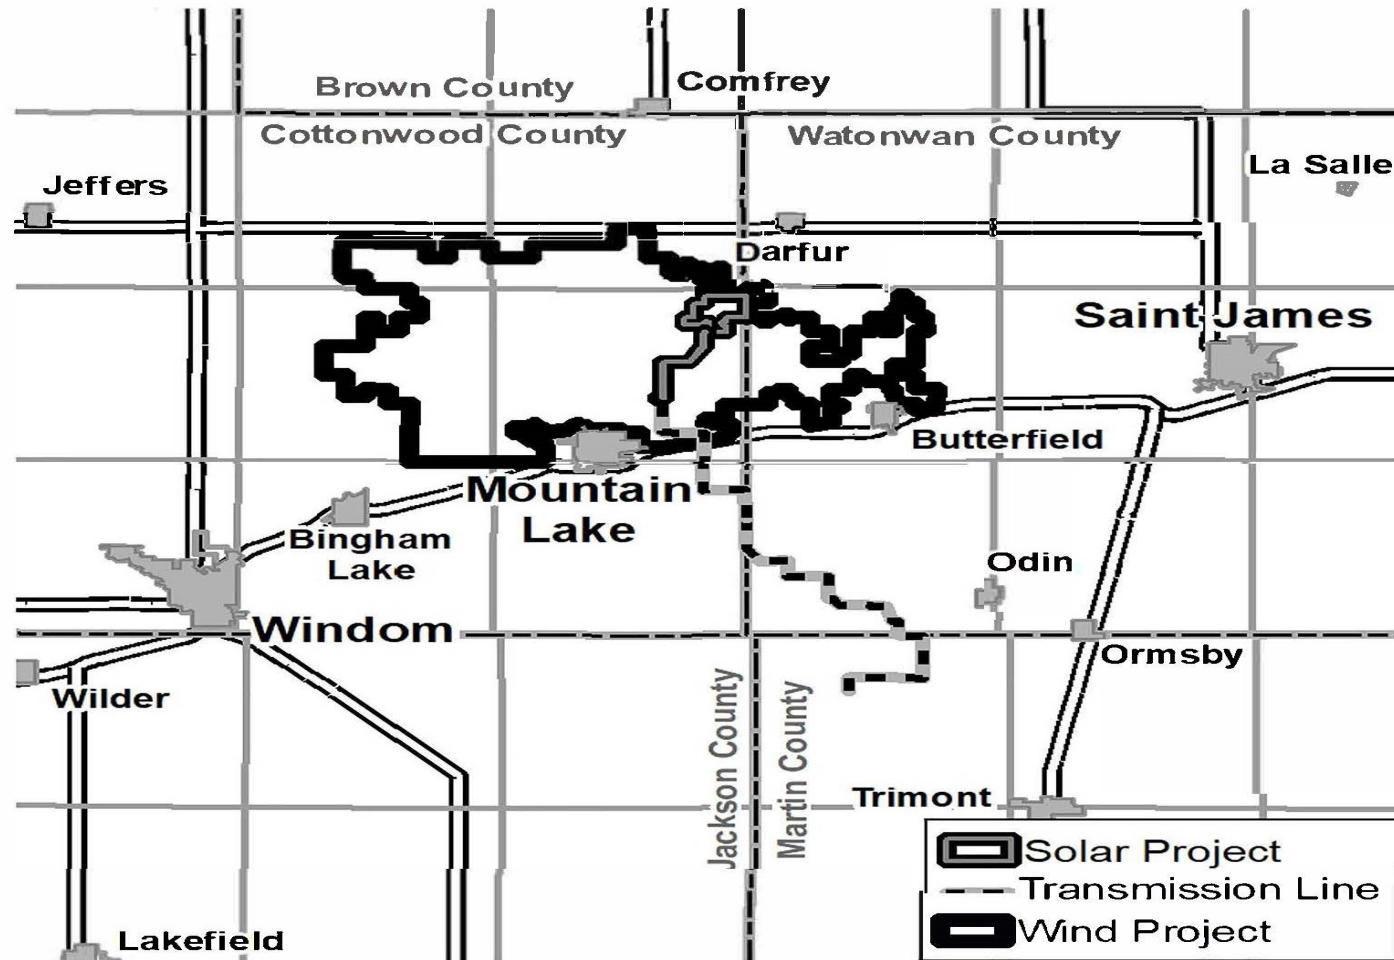 Comfrey
Brown County
Cottonwood County
Watonwan County
La Salle
Jeffers
Darfur
Saint James
Butterfield
Mountain
Lake
Bingham
Lake
Odin
Windom
Ormsby
Wilder
Jackson County
Martin County
Trimont
Solar Project
Transmission Line
Wind Project
Lakefield